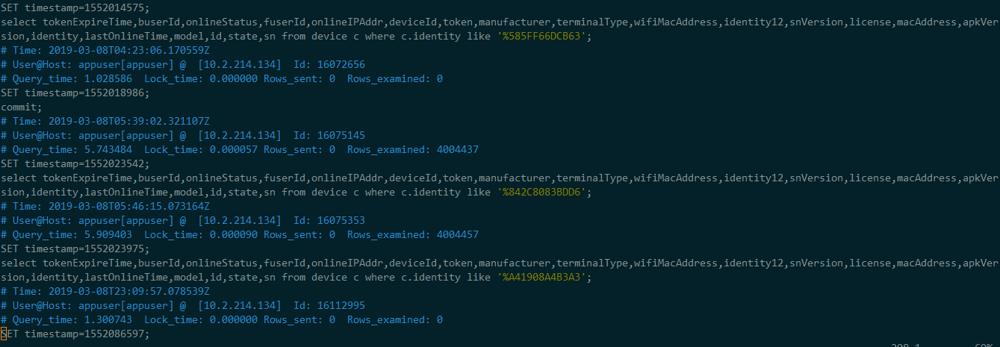 SET timestamp=1552014575;
select tokenExpireTime,buserId,onlineStatus,fuserId,onlineIPAddr,deviceId,token,manufacturer,terminalType,wifiMacAddress,identity12,snVersion,license,macAddress,apkVer
sion,identity,lastOnlineTime,model,id,state,sn from device c where c.identity like '%585FF66DCB63';
# Time: 2019-03-08T04:23:06.170559Z
# User@Host: appuser[appuser] @  [10.2.214.134]  Id: 16072656
# Query_time: 1.028586  Lock_time: 0.000000 Rows_sent: 0  Rows_examined: 0
SET timestamp=1552018986;
commit;
# Time: 2019-03-08T05:39:02.321107Z
# User@Host: appuser[appuser] @  [10.2.214.134]  Id: 16075145
# Query_time: 5.743484  Lock_time: 0.000057 Rows_sent: 0  Rows_examined: 4004437
SET timestamp=1552023542;
select tokenExpireTime,buserId,onlineStatus,fuserId,onlineIPAddr,deviceId,token,manufacturer,terminalType,wifiMacAddress,identity12,snVersion,license,macAddress,apkVer
sion,identity,lastOnlineTime,model,id,state,sn from device c where c.identity like '%842C8083BDD6';
# Time: 2019-03-08T05:46:15.073164Z
# User@Host: appuser[appuser] @  [10.2.214.134]  Id: 16075353
# Query_time: 5.909403  Lock_time: 0.000090 Rows_sent: 0  Rows_examined: 4004457
SET timestamp=1552023975;
select tokenExpireTime,buserId,onlineStatus,fuserId,onlineIPAddr,deviceId,token,manufacturer,terminalType,wifiMacAddress,identity12,snVersion,license,macAddress,apkVer
sion,identity,lastOnlineTime,model,id,state,sn from device c where c.identity like '%A41908A4B3A3';
# Time: 2019-03-08T23:09:57.078539Z
# User@Host: appuser[appuser] @  [10.2.214.134]  Id: 16112995
# Query_time: 1.300743  Lock_time: 0.000000 Rows_sent: 0  Rows_examined: 0
SET timestamp=1552086597;